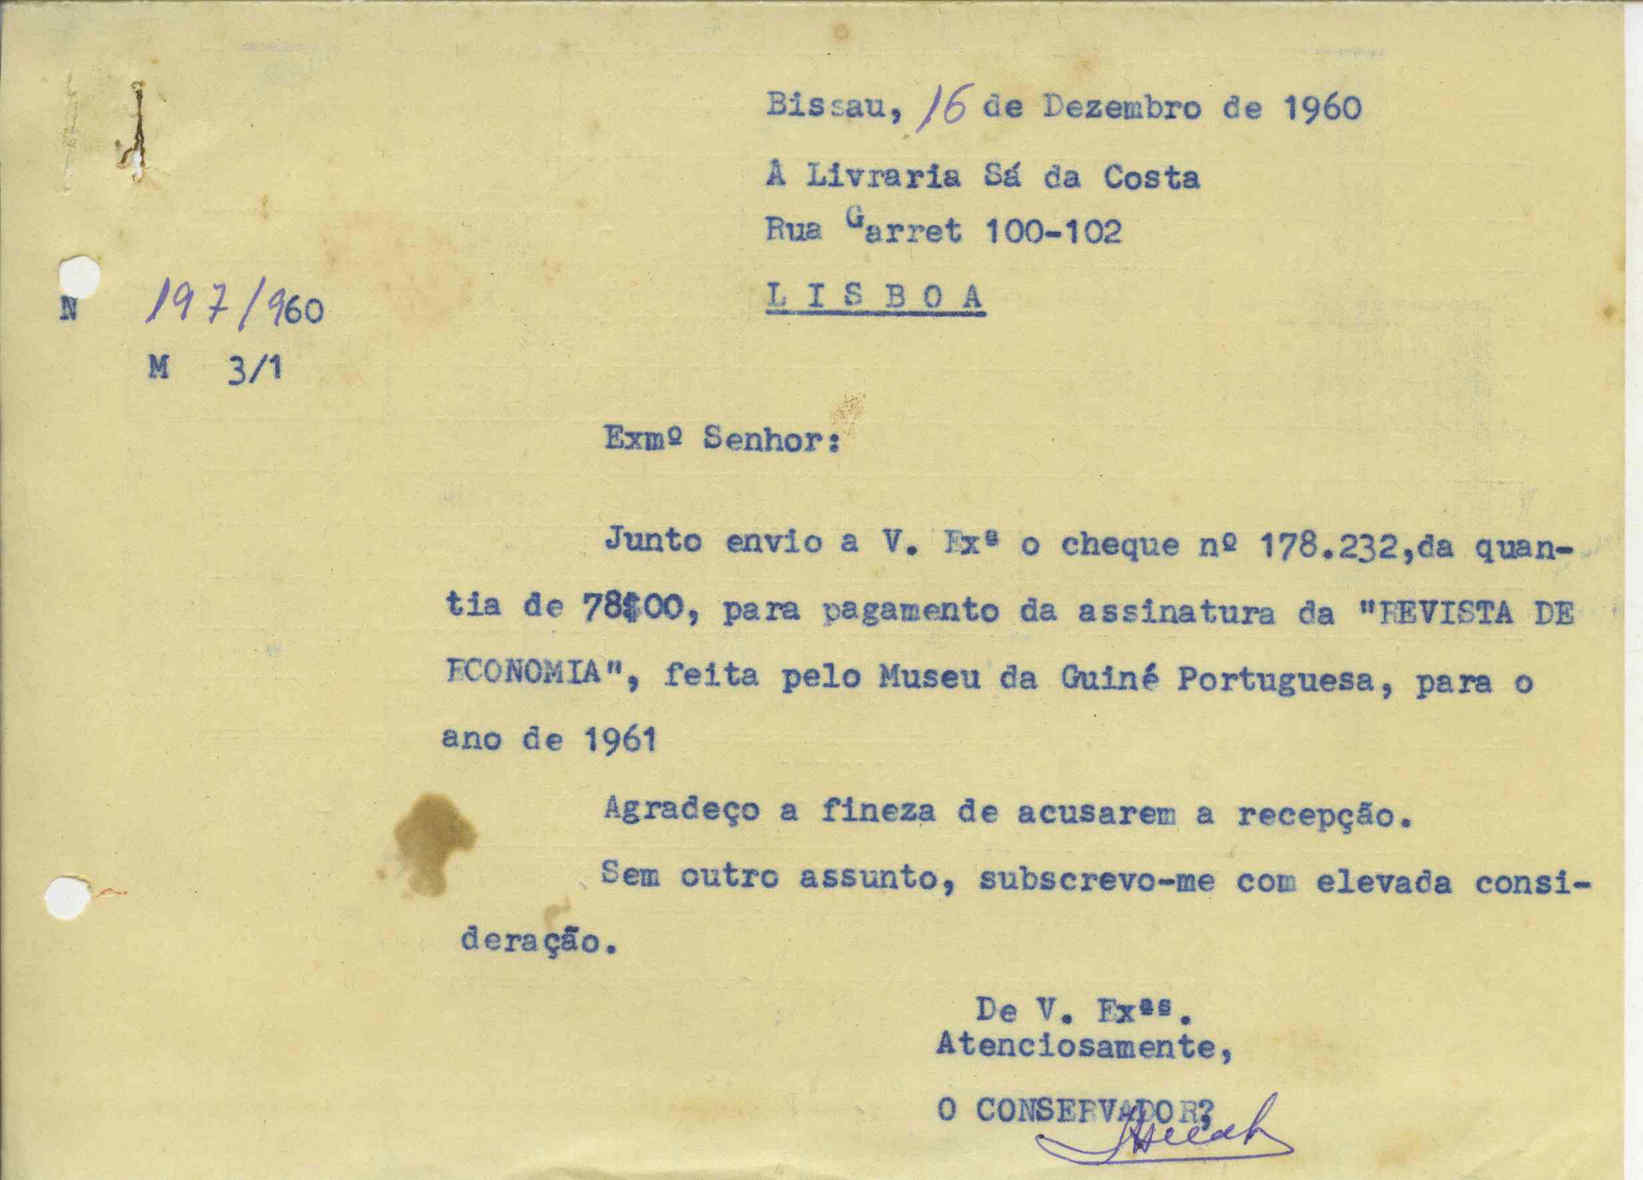 Bissau, 16 de Dezembro de 1960
A Livraria Sá da Costa
Rua Garret 100-102
LISBOA
N 197/960
M 3/1
Exmº Senhor:
Junto envio a V. Exª o cheque nº 178.232,da quan-
tia de 78$00, para pagamento da assinatura da "REVISTA DE
ECONOMIA", feita pelo Museu da Guiné Portuguesa, para o
ano de 1961
Agradeço a fineza de acusarem a recepção.
Sem outro assunto, subscrevo-me com elevada consi-
deração.
De V. Exªs.
Atenciosamente,
O CONSERVADOR?